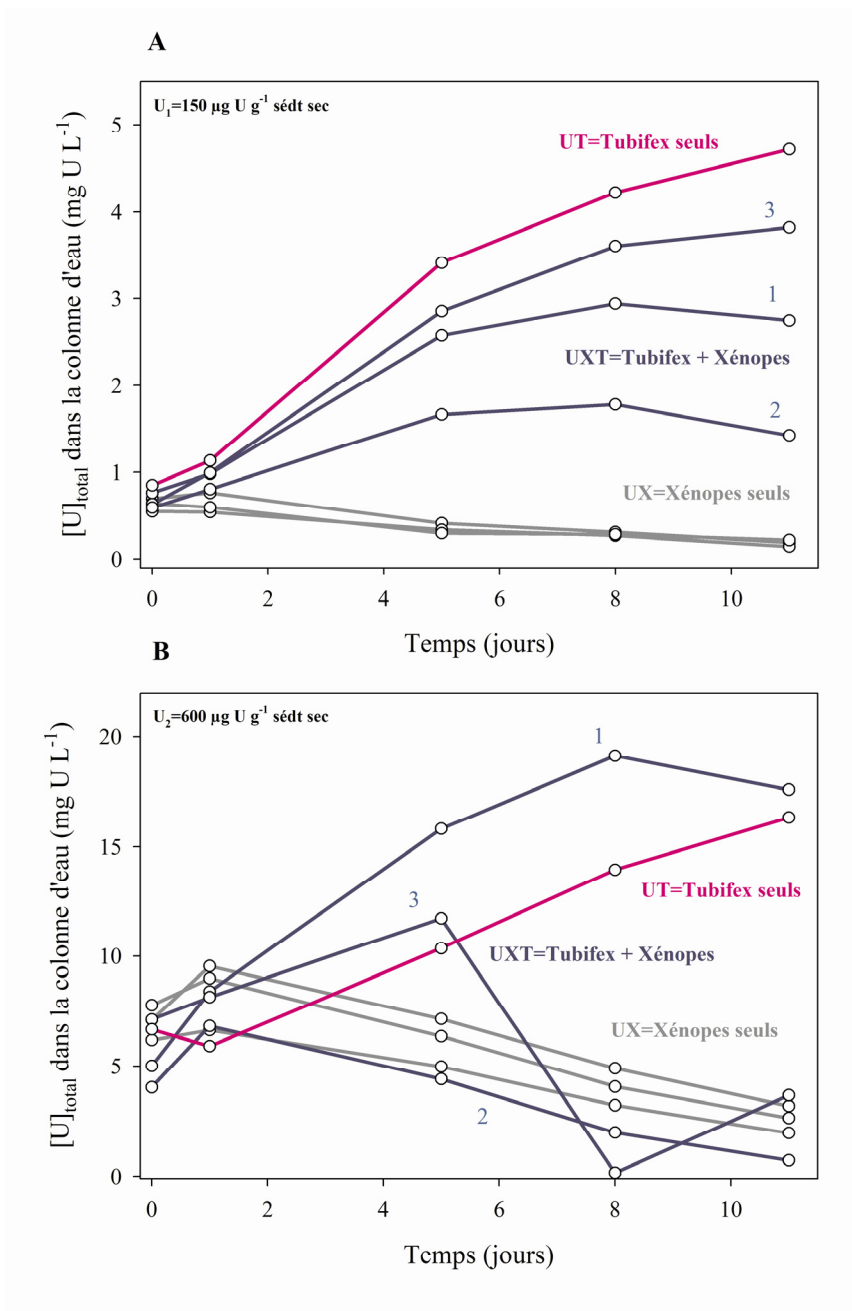 A
U₁=150 µg U g⁻¹ sédt sec
[U]total dans la colonne d'eau (mg U L⁻¹)
5
4
3
2
1
0
UT=Tubifex seuls
3
1
UXT=Tubifex + Xénopes
2
UX=Xénopes seuls
0 2 4 6 8 10
Temps (jours)
B
U₂=600 µg U g⁻¹ sédt sec
[U]total dans la colonne d'eau (mg U L⁻¹)
20
15
10
5
0
1
UT=Tubifex seuls
3
UXT=Tubifex + Xénopes
UX=Xénopes seuls
2
0 2 4 6 8 10
Temps (jours)